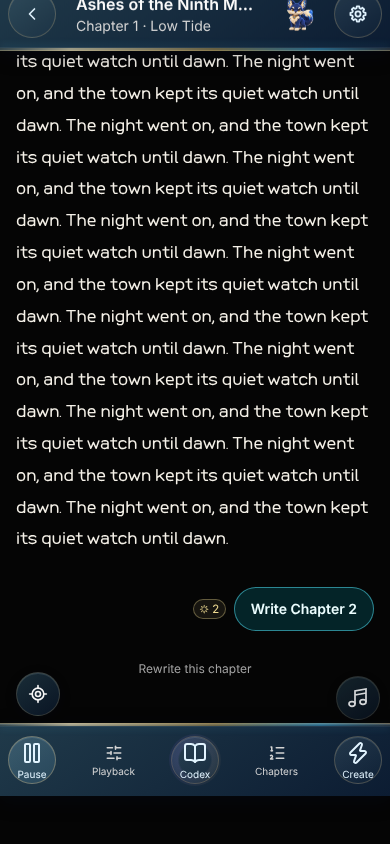 Ashes of the Ninth M...
Chapter 1 · Low Tide
its quiet watch until dawn. The night went
on, and the town kept its quiet watch until
dawn. The night went on, and the town kept
its quiet watch until dawn. The night went
on, and the town kept its quiet watch until
dawn. The night went on, and the town kept
its quiet watch until dawn. The night went
on, and the town kept its quiet watch until
dawn. The night went on, and the town kept
its quiet watch until dawn. The night went
on, and the town kept its quiet watch until
dawn. The night went on, and the town kept
its quiet watch until dawn. The night went
on, and the town kept its quiet watch until
dawn. The night went on, and the town kept
its quiet watch until dawn.
2 Write Chapter 2
Rewrite this chapter
Pause Playback Codex Chapters Create